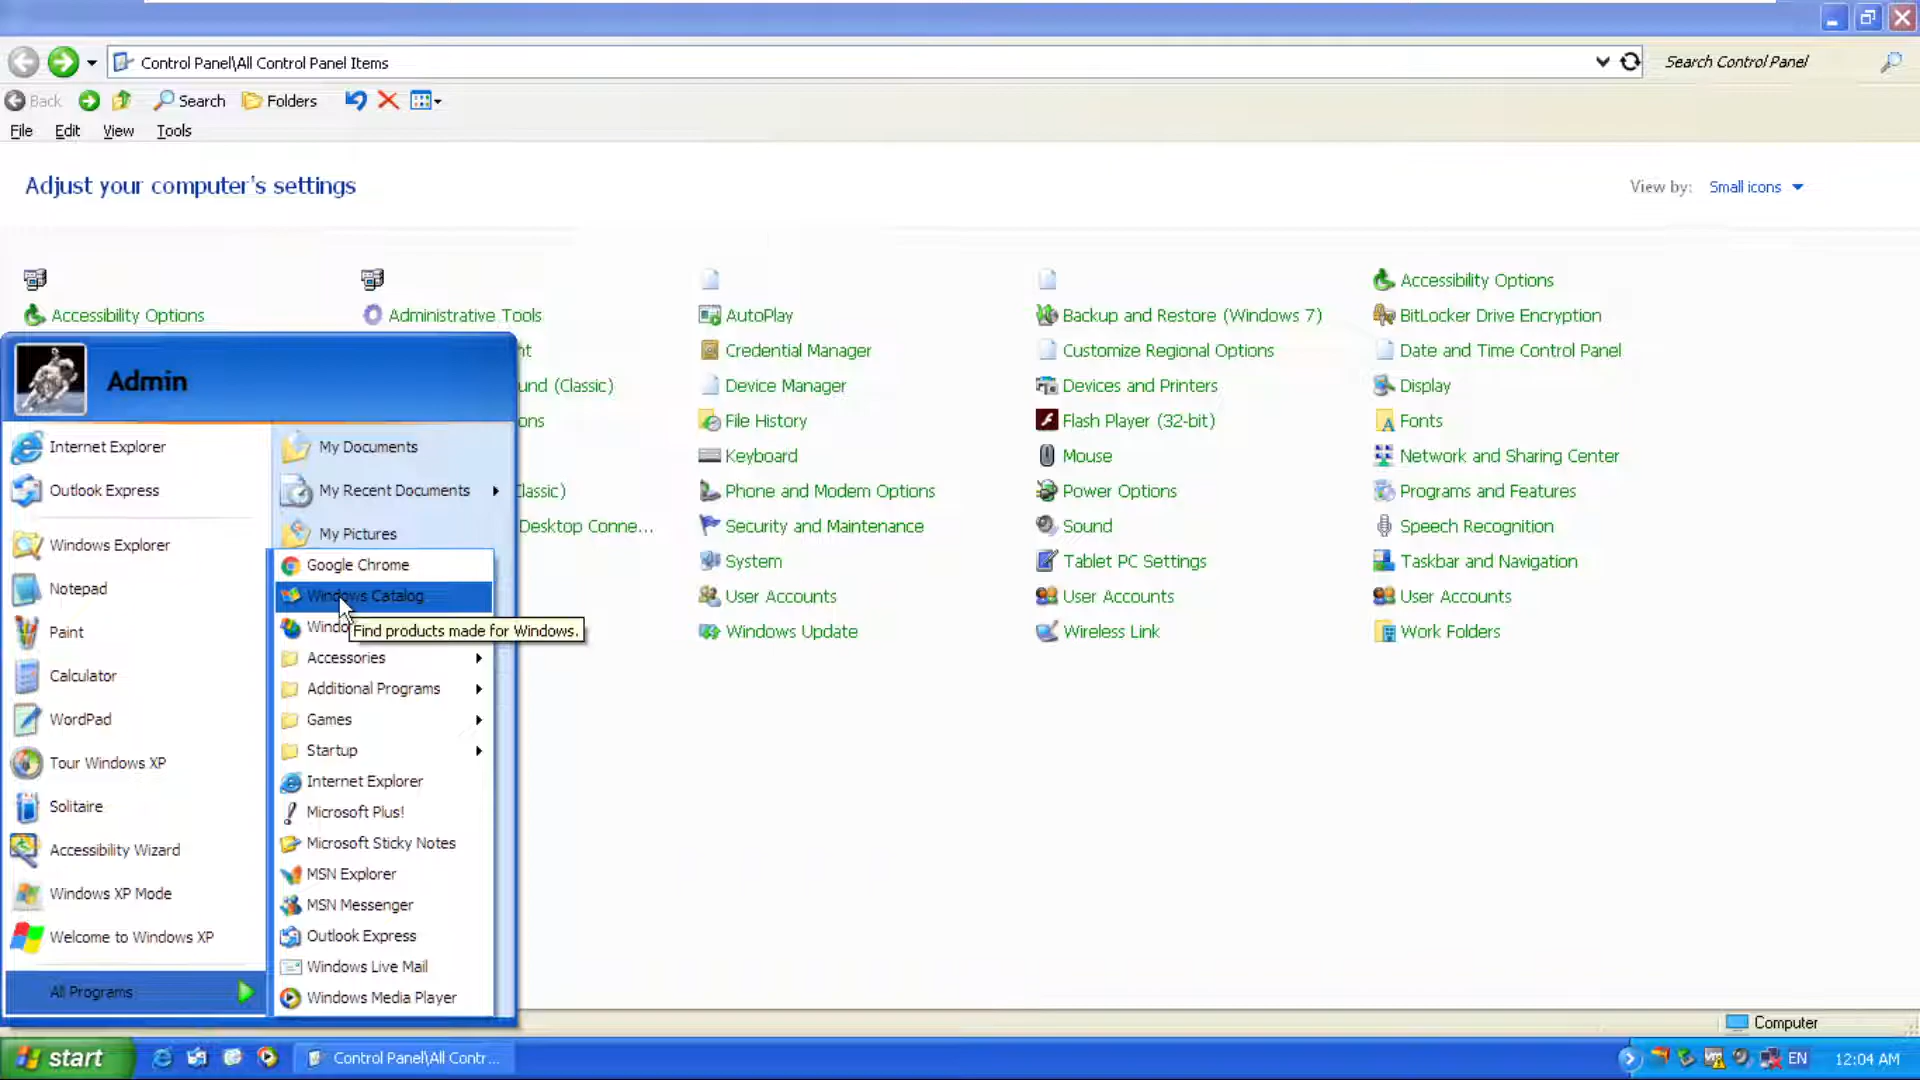 Control Panel\All Control Panel Items
Search Control Panel
Back
Search
Folders
File Edit View Tools
Adjust your computer's settings
View by: Small icons
Accessibility Options
Accessibility Options
Administrative Tools
AutoPlay
Backup and Restore (Windows 7)
BitLocker Drive Encryption
nt
Credential Manager
Customize Regional Options
Date and Time Control Panel
und (Classic)
Device Manager
Devices and Printers
Display
ons
File History
Flash Player (32-bit)
Fonts
Keyboard
Mouse
Network and Sharing Center
lassic)
Phone and Modem Options
Power Options
Programs and Features
Desktop Conne...
Security and Maintenance
Sound
Speech Recognition
System
Tablet PC Settings
Taskbar and Navigation
User Accounts
User Accounts
User Accounts
Windows Update
Wireless Link
Work Folders
Admin
Internet Explorer
Outlook Express
Windows Explorer
Notepad
Paint
Calculator
WordPad
Tour Windows XP
Solitaire
Accessibility Wizard
Windows XP Mode
Welcome to Windows XP
All Programs
My Documents
My Recent Documents
My Pictures
Google Chrome
Windows Catalog
Windo
Find products made for Windows.
Accessories
Additional Programs
Games
Startup
Internet Explorer
Microsoft Plus!
Microsoft Sticky Notes
MSN Explorer
MSN Messenger
Outlook Express
Windows Live Mail
Windows Media Player
Computer
start
Control Panel\All Contr...
EN
12:04 AM